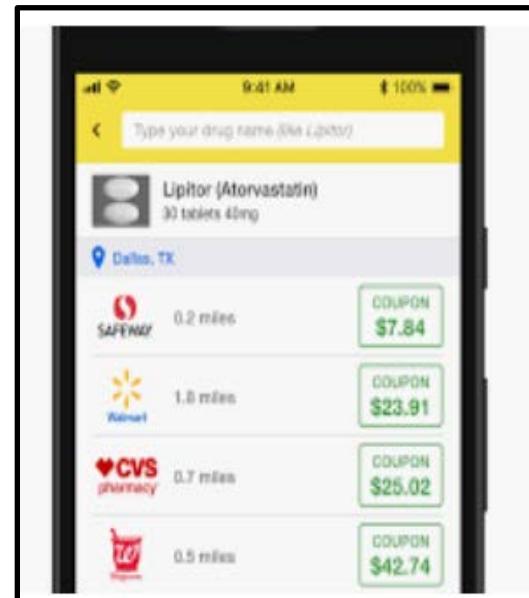 9:41 AM 100%
Type your drug name (like Lipitor)
Lipitor (Atorvastatin)
30 tablets 40mg
Dallas, TX
SAFEWAY 0.2 miles COUPON $7.84
Walmart 1.8 miles COUPON $23.91
CVS pharmacy 0.7 miles COUPON $25.02
Walgreens 0.5 miles COUPON $42.74